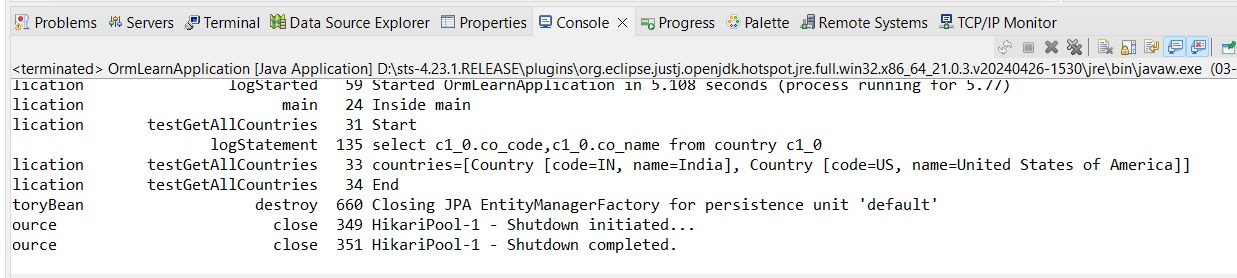 Problems Servers Terminal Data Source Explorer Properties Console Progress Palette Remote Systems TCP/IP Monitor
<terminated> OrmLearnApplication [Java Application] D:\sts-4.23.1.RELEASE\plugins\org.eclipse.justj.openjdk.hotspot.jre.full.win32.x86_64_21.0.3.v20240426-1530\jre\bin\javaw.exe (03-
lication logStarted 59 Started OrmLearnApplication in 5.108 seconds (process running for 5.77)
lication main 24 Inside main
lication testGetAllCountries 31 Start
logStatement 135 select c1_0.co_code,c1_0.co_name from country c1_0
lication testGetAllCountries 33 countries=[Country [code=IN, name=India], Country [code=US, name=United States of America]]
lication testGetAllCountries 34 End
toryBean destroy 660 Closing JPA EntityManagerFactory for persistence unit 'default'
ource close 349 HikariPool-1 - Shutdown initiated...
ource close 351 HikariPool-1 - Shutdown completed.